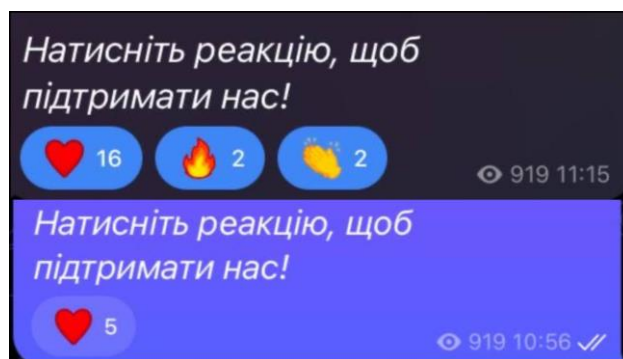 Натисніть реакцію, щоб
підтримати нас!
❤️ 16 🔥 2 👏 2 919 11:15
Натисніть реакцію, щоб
підтримати нас!
❤️ 5 919 10:56